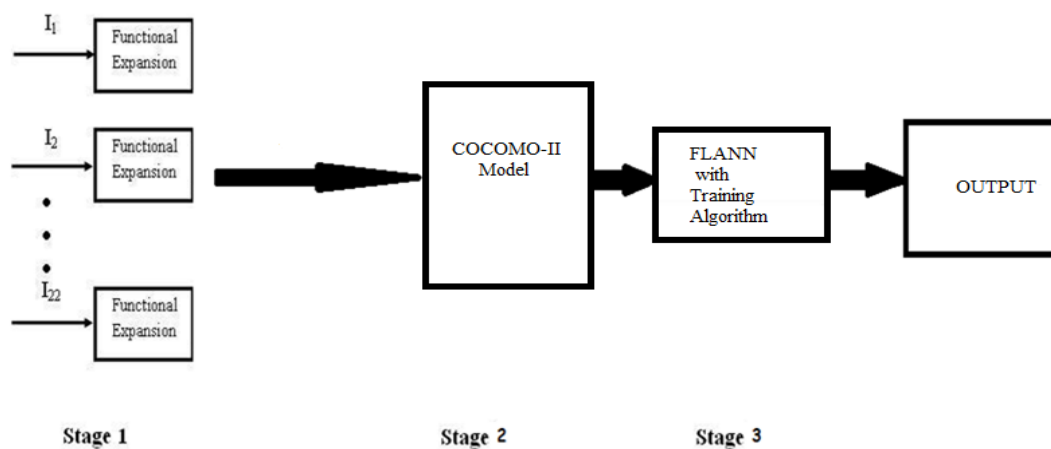 I1
Functional
Expansion
I2
Functional
Expansion
I22
Functional
Expansion
COCOMO-II
Model
FLANN
with
Training
Algorithm
OUTPUT
Stage 1
Stage 2
Stage 3